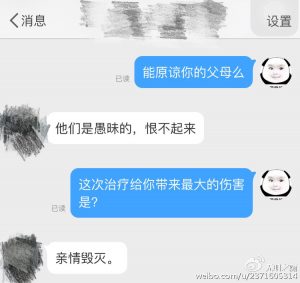 消息
设置
能原谅你的父母么
已读
他们是愚昧的，恨不起来
这次治疗给你带来最大的伤害
是？
已读
亲情毁灭。
weibo.com/u/2371605314